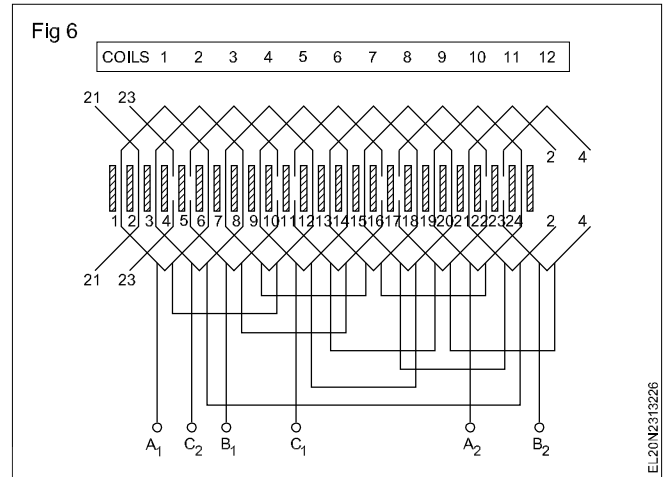 Fig 6
COILS 1 2 3 4 5 6 7 8 9 10 11 12
21 23
2 4
1 2 3 4 5 6 7 8 9 10 11 12 13 14 15 16 17 18 19 20 21 22 23 24
2 4
21 23
A1 C2 B1 C1 A2 B2
EL20N2313226